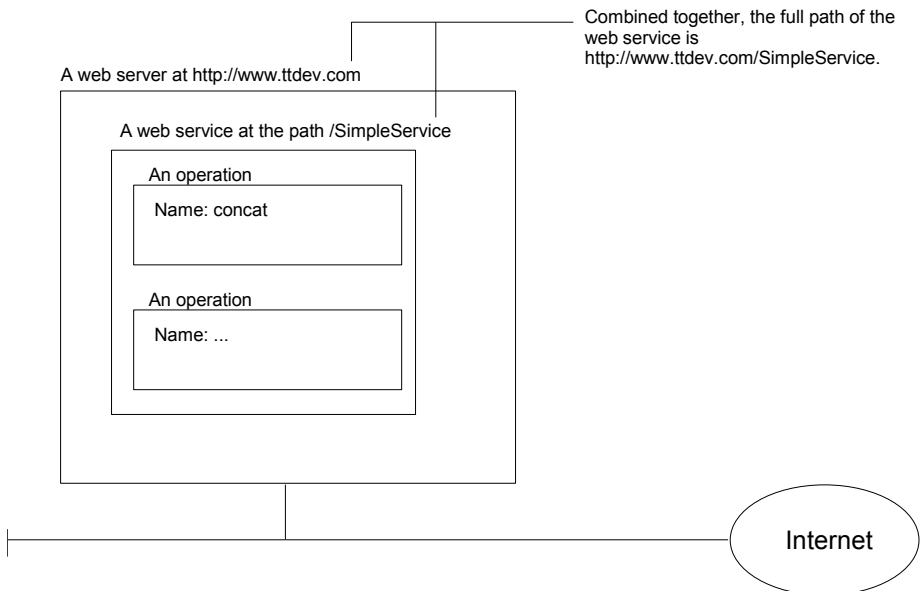 Combined together, the full path of the
web service is
http://www.ttdev.com/SimpleService.
A web server at http://www.ttdev.com
A web service at the path /SimpleService
An operation
Name: concat
An operation
Name: ...
Internet